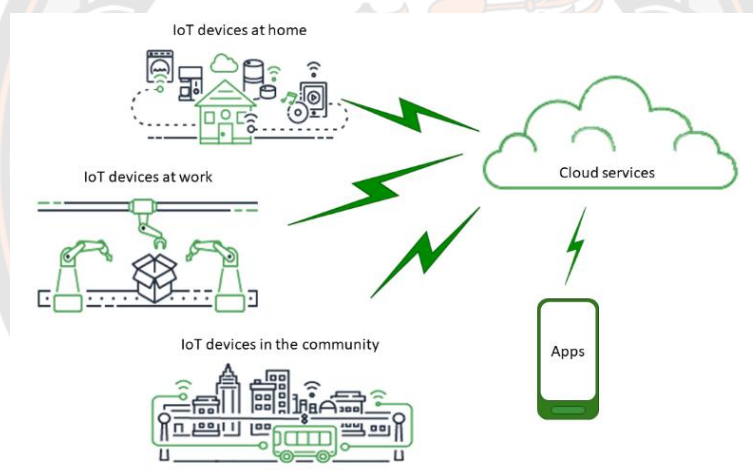 IoT devices at home
Cloud services
IoT devices at work
IoT devices in the community
Apps